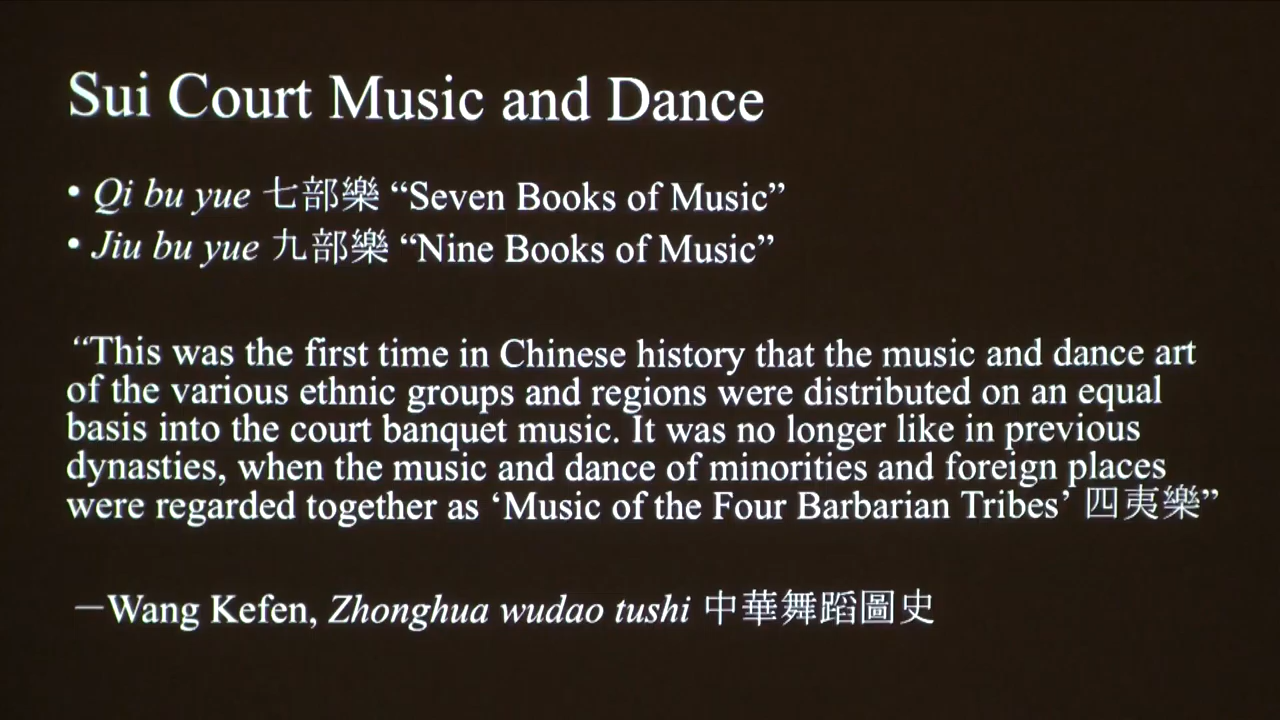 Sui Court Music and Dance
• Qi bu yue 七部樂 “Seven Books of Music”
• Jiu bu yue 九部樂 “Nine Books of Music”
“This was the first time in Chinese history that the music and dance art
of the various ethnic groups and regions were distributed on an equal
basis into the court banquet music. It was no longer like in previous
dynasties, when the music and dance of minorities and foreign places
were regarded together as ‘Music of the Four Barbarian Tribes’ 四夷樂”
—Wang Kefen, Zhonghua wudao tushi 中華舞蹈圖史